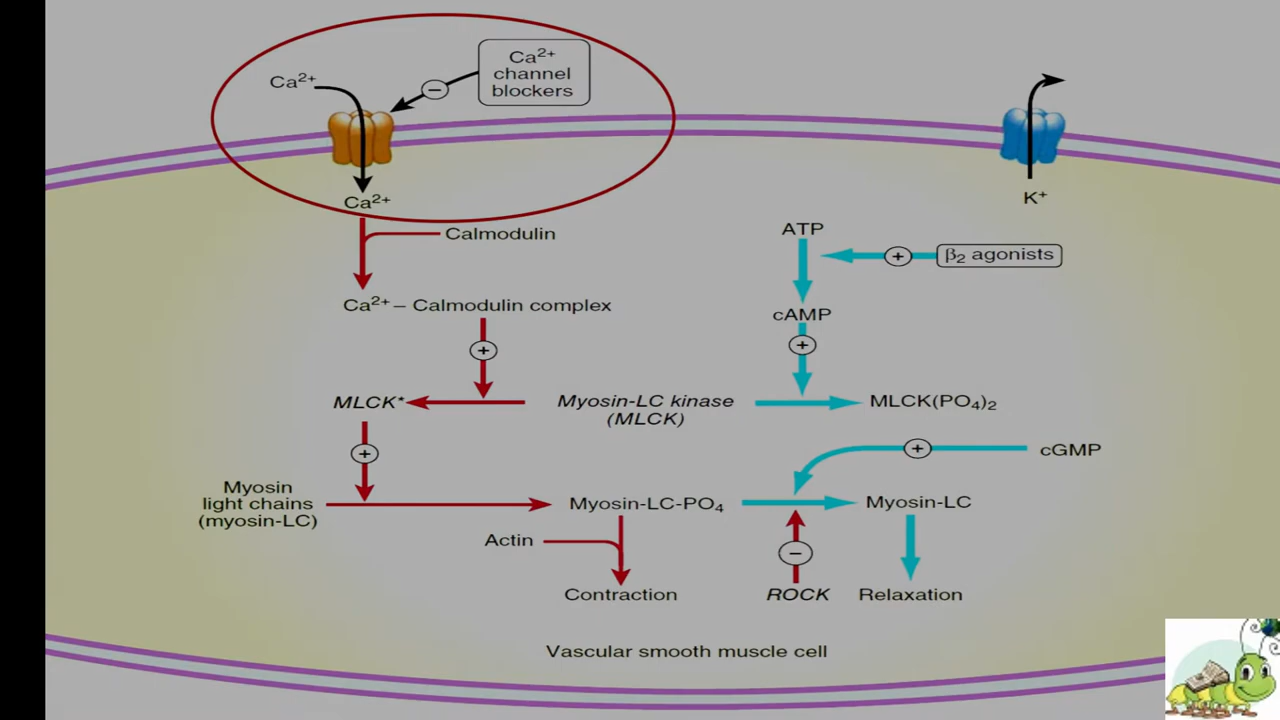 Ca²⁺
channel
blockers
Ca²⁺
−
Ca²⁺
K⁺
Calmodulin
ATP
+
β₂ agonists
Ca²⁺ – Calmodulin complex
cAMP
+
+
MLCK*
Myosin-LC kinase
(MLCK)
MLCK(PO₄)₂
+
+
cGMP
Myosin
light chains
(myosin-LC)
Myosin-LC-PO₄
Myosin-LC
Actin
−
Contraction
ROCK
Relaxation
Vascular smooth muscle cell